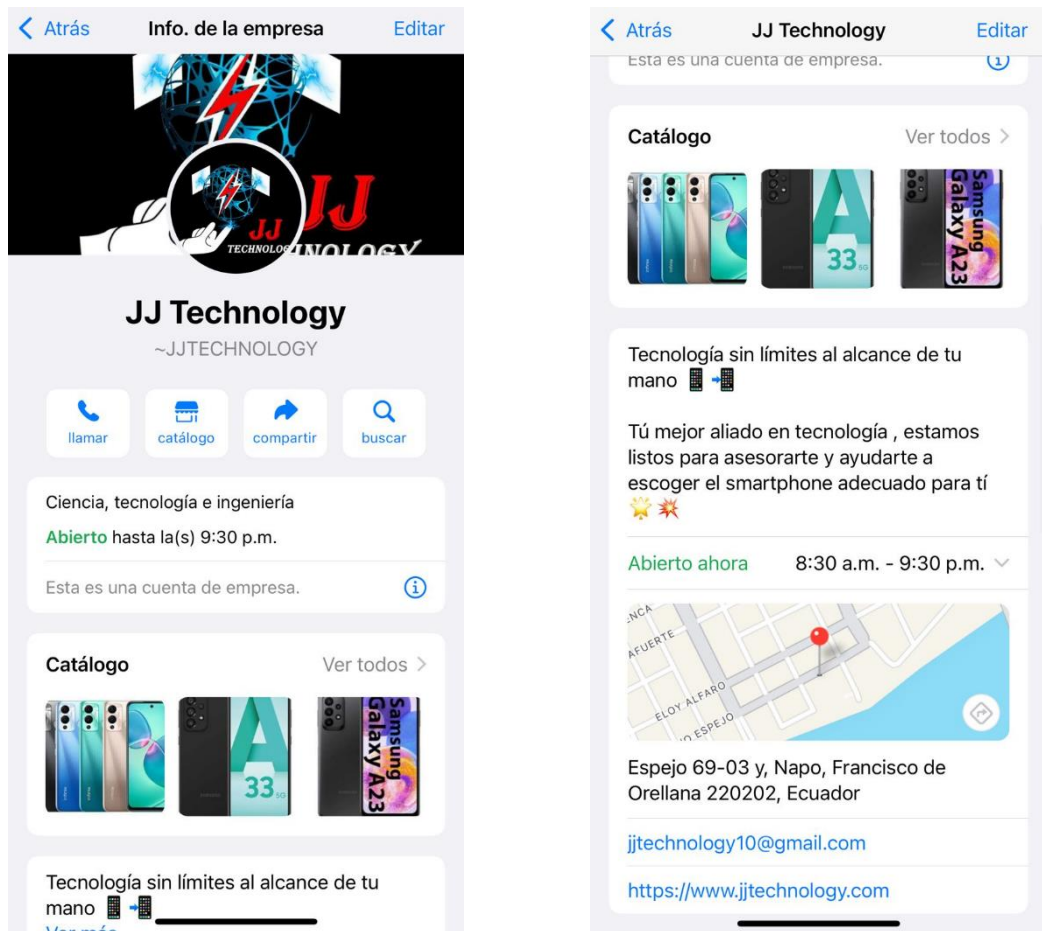 Atrás Info. de la empresa Editar
JJ
TECHNOLOGY
JJ Technology
~JJTECHNOLOGY
llamar catálogo compartir buscar
Ciencia, tecnología e ingeniería
Abierto hasta la(s) 9:30 p.m.
Esta es una cuenta de empresa.
Catálogo Ver todos
A
33 5G
Samsung
Galaxy A23
Tecnología sin límites al alcance de tu
mano
Ver más
Atrás JJ Technology Editar
Esta es una cuenta de empresa.
Catálogo Ver todos
A
33 5G
Samsung
Galaxy A23
Tecnología sin límites al alcance de tu
mano
Tú mejor aliado en tecnología , estamos
listos para asesorarte y ayudarte a
escoger el smartphone adecuado para tí
Abierto ahora 8:30 a.m. - 9:30 p.m.
ELOY ALFARO
ESPEJO
Espejo 69-03 y, Napo, Francisco de
Orellana 220202, Ecuador
jjtechnology10@gmail.com
https://www.jjtechnology.com